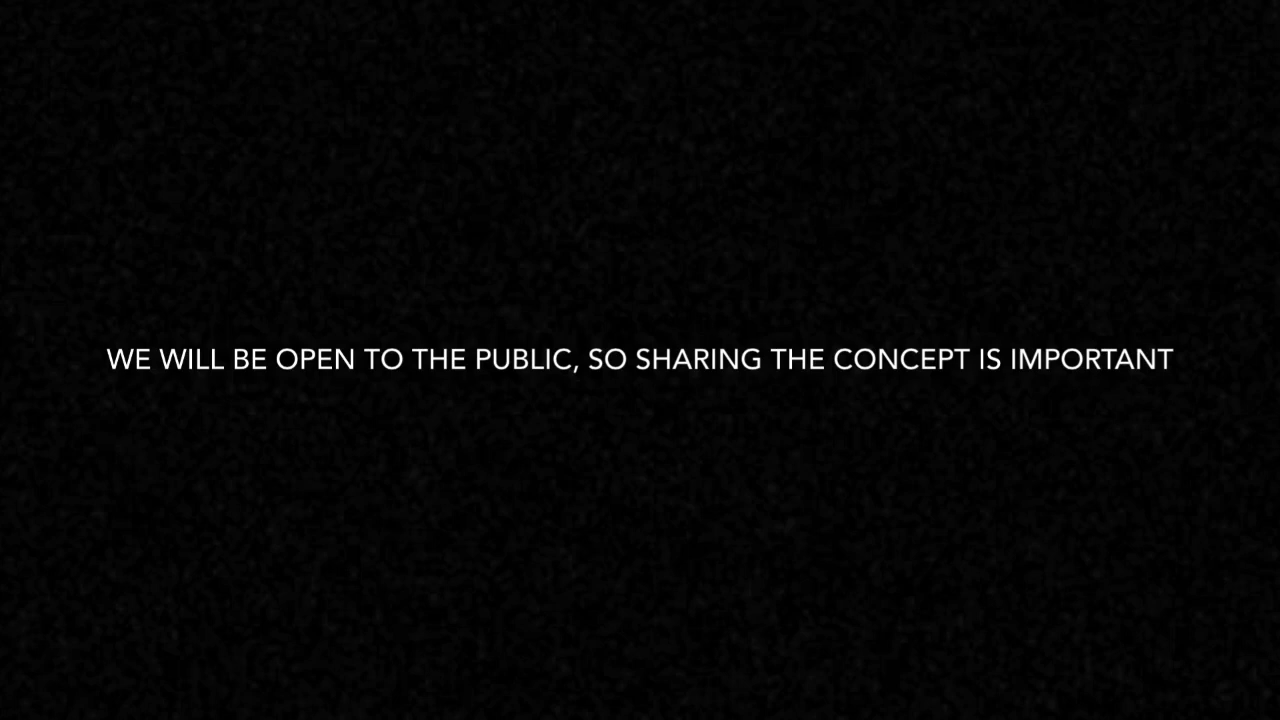 WE WILL BE OPEN TO THE PUBLIC, SO SHARING THE CONCEPT IS IMPORTANT